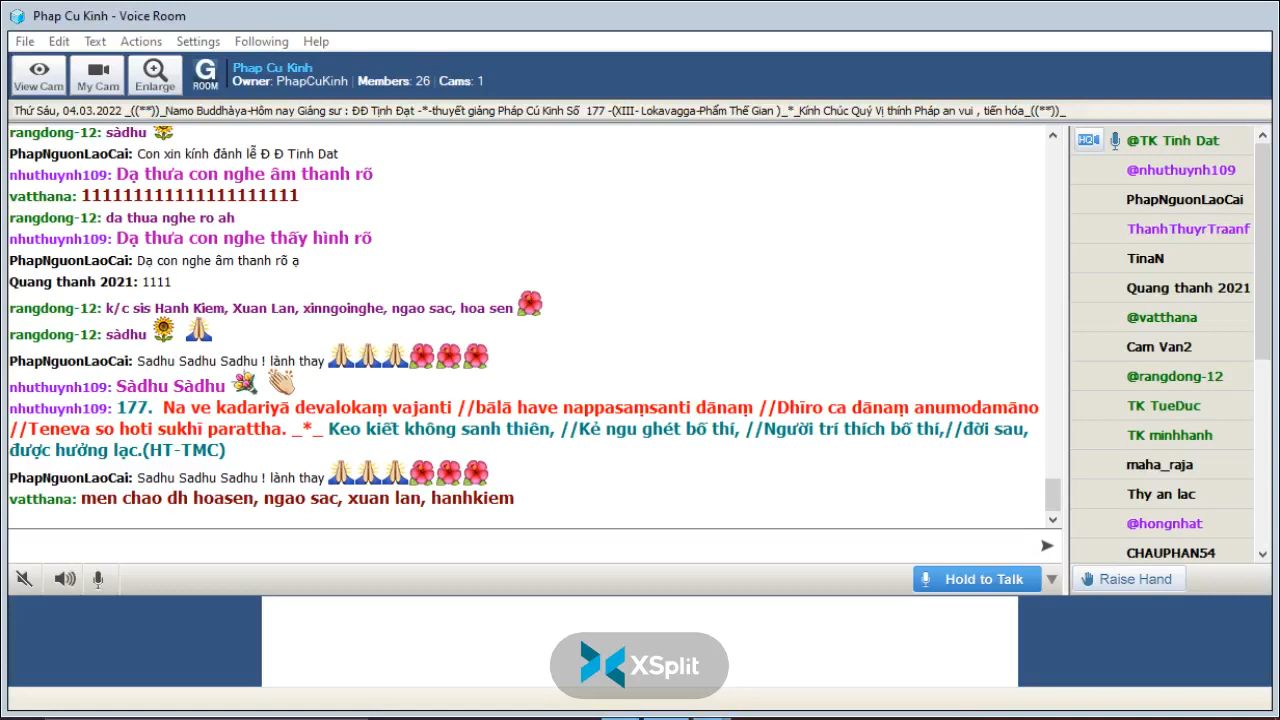 Phap Cu Kinh - Voice Room
File Edit Text Actions Settings Following Help
View Cam
My Cam
Enlarge
G ROOM
Phap Cu Kinh
Owner: PhapCuKinh | Members: 26 | Cams: 1
Thứ Sáu, 04.03.2022 _((**))_Namo Buddhàya-Hôm nay Giảng sư : ĐĐ Tịnh Đạt -*-thuyết giảng Pháp Cú Kinh Số 177 -(XIII- Lokavagga-Phẩm Thế Gian )_*_Kính Chúc Quý Vị thính Pháp an vui , tiến hóa_((**))_
rangdong-12: sàdhu
PhapNguonLaoCai: Con xin kính đảnh lễ Đ Đ Tinh Dat
nhuthuynh109: Dạ thưa con nghe âm thanh rõ
vatthana: 111111111111111111111
rangdong-12: da thua nghe ro ah
nhuthuynh109: Dạ thưa con nghe thấy hình rõ
PhapNguonLaoCai: Dạ con nghe âm thanh rõ ạ
Quang thanh 2021: 1111
rangdong-12: k/c sis Hanh Kiem, Xuan Lan, xinngoinghe, ngao sac, hoa sen
rangdong-12: sàdhu
PhapNguonLaoCai: Sadhu Sadhu Sadhu ! lành thay
nhuthuynh109: Sàdhu Sàdhu
nhuthuynh109: 177. Na ve kadariyā devalokaṃ vajanti //bālā have nappasaṃsanti dānaṃ //Dhīro ca dānaṃ anumodamāno
//Teneva so hoti sukhī parattha. _*_ Keo kiết không sanh thiên, //Kẻ ngu ghét bố thí, //Người trí thích bố thí,//đời sau,
được hưởng lạc.(HT-TMC)
PhapNguonLaoCai: Sadhu Sadhu Sadhu ! lành thay
vatthana: men chao dh hoasen, ngao sac, xuan lan, hanhkiem
HQ
@TK Tinh Dat
@nhuthuynh109
PhapNguonLaoCai
ThanhThuyrTraanf
TinaN
Quang thanh 2021
@vatthana
Cam Van2
@rangdong-12
TK TueDuc
TK minhhanh
maha_raja
Thy an lac
@hongnhat
CHAUPHAN54
Hold to Talk
Raise Hand
XSplit